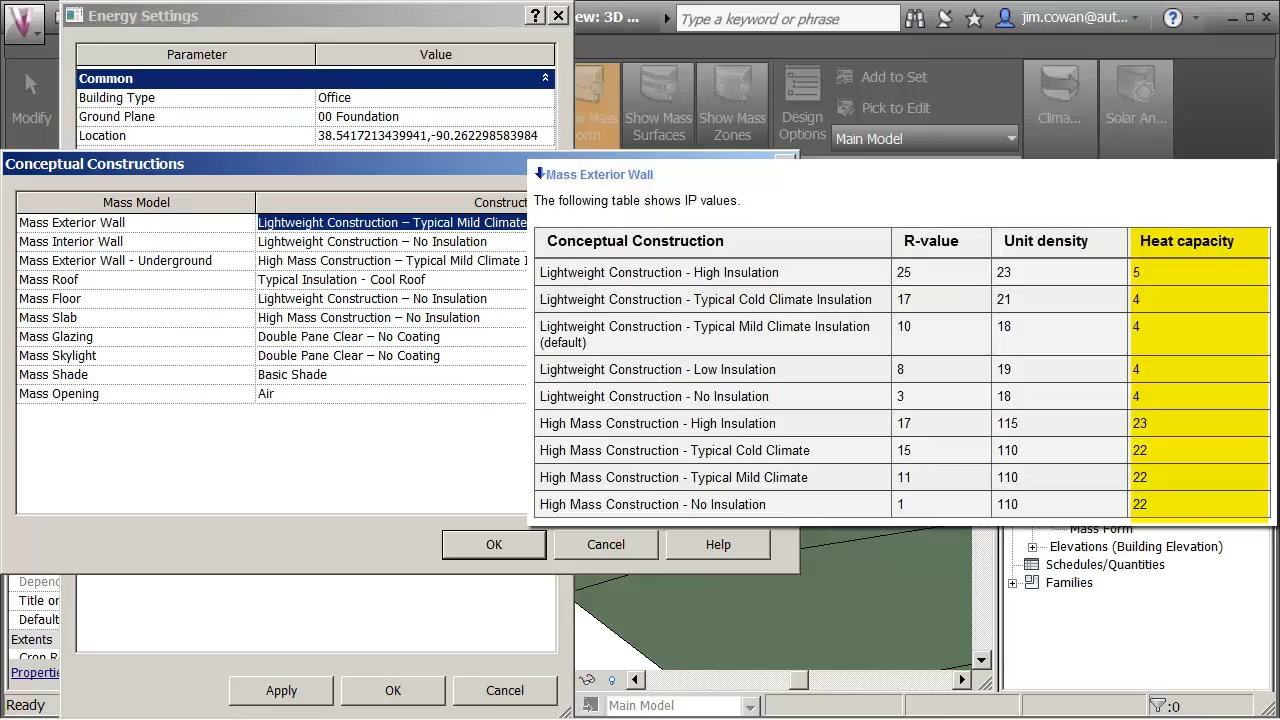 Energy Settings
?
ew: 3D ...
Type a keyword or phrase
jim.cowan@aut...
?
Parameter Value
Common
Building Type Office
Ground Plane 00 Foundation
Location 38.5417213439941,-90.262298583984
Modify
Show Mass Surfaces
Show Mass Zones
Design Options
Add to Set
Pick to Edit
Main Model
Clima...
Solar An...
Conceptual Constructions
Mass Model Construct
Mass Exterior Wall Lightweight Construction – Typical Mild Climate
Mass Interior Wall Lightweight Construction – No Insulation
Mass Exterior Wall - Underground High Mass Construction – Typical Mild Climate I
Mass Roof Typical Insulation - Cool Roof
Mass Floor Lightweight Construction – No Insulation
Mass Slab High Mass Construction – No Insulation
Mass Glazing Double Pane Clear – No Coating
Mass Skylight Double Pane Clear – No Coating
Mass Shade Basic Shade
Mass Opening Air
OK Cancel Help
Mass Exterior Wall
The following table shows IP values.
Conceptual Construction R-value Unit density Heat capacity
Lightweight Construction - High Insulation 25 23 5
Lightweight Construction - Typical Cold Climate Insulation 17 21 4
Lightweight Construction - Typical Mild Climate Insulation (default) 10 18 4
Lightweight Construction - Low Insulation 8 19 4
Lightweight Construction - No Insulation 3 18 4
High Mass Construction - High Insulation 17 115 23
High Mass Construction - Typical Cold Climate 15 110 22
High Mass Construction - Typical Mild Climate 11 110 22
High Mass Construction - No Insulation 1 110 22
Mass Form
Elevations (Building Elevation)
Schedules/Quantities
Families
Depend
Title or
Default
Extents
Crop R
Propertie
Apply OK Cancel
Ready
Main Model
:0